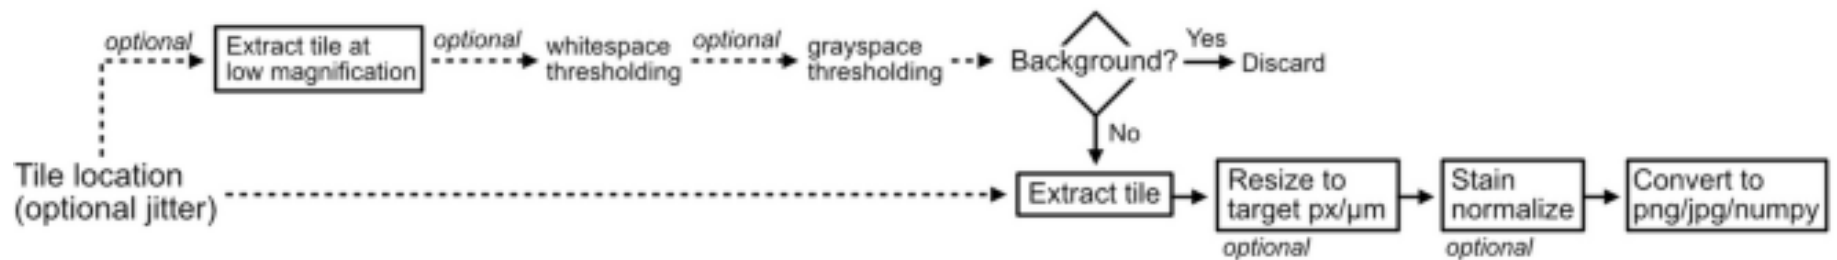 optional
Extract tile at
low magnification
optional
whitespace
thresholding
optional
grayspace
thresholding
Background?
Yes
Discard
No
Tile location
(optional jitter)
Extract tile
Resize to
target px/µm
optional
Stain
normalize
optional
Convert to
png/jpg/numpy